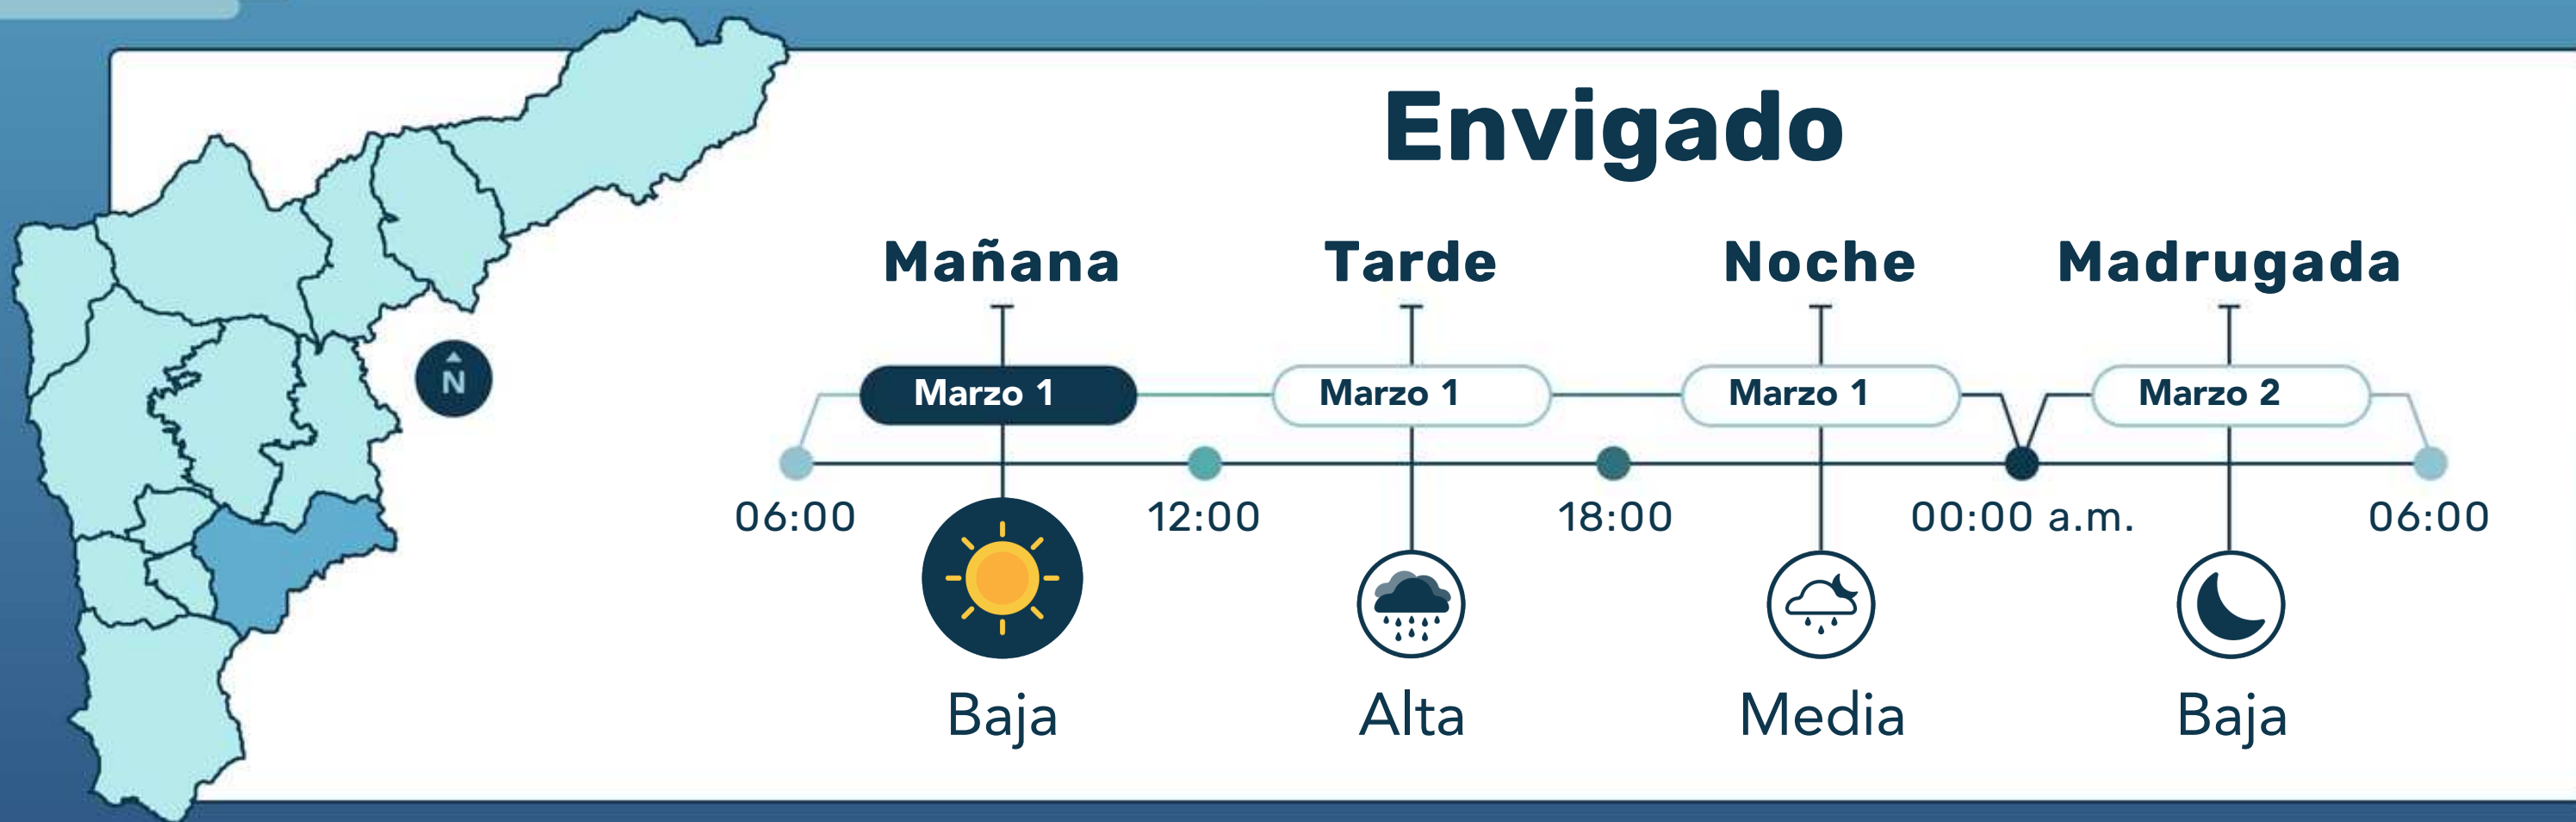 Envigado
Mañana Tarde Noche Madrugada
N
Marzo 1 Marzo 1 Marzo 1 Marzo 2
06:00 12:00 18:00 00:00 a.m. 06:00
Baja Alta Media Baja